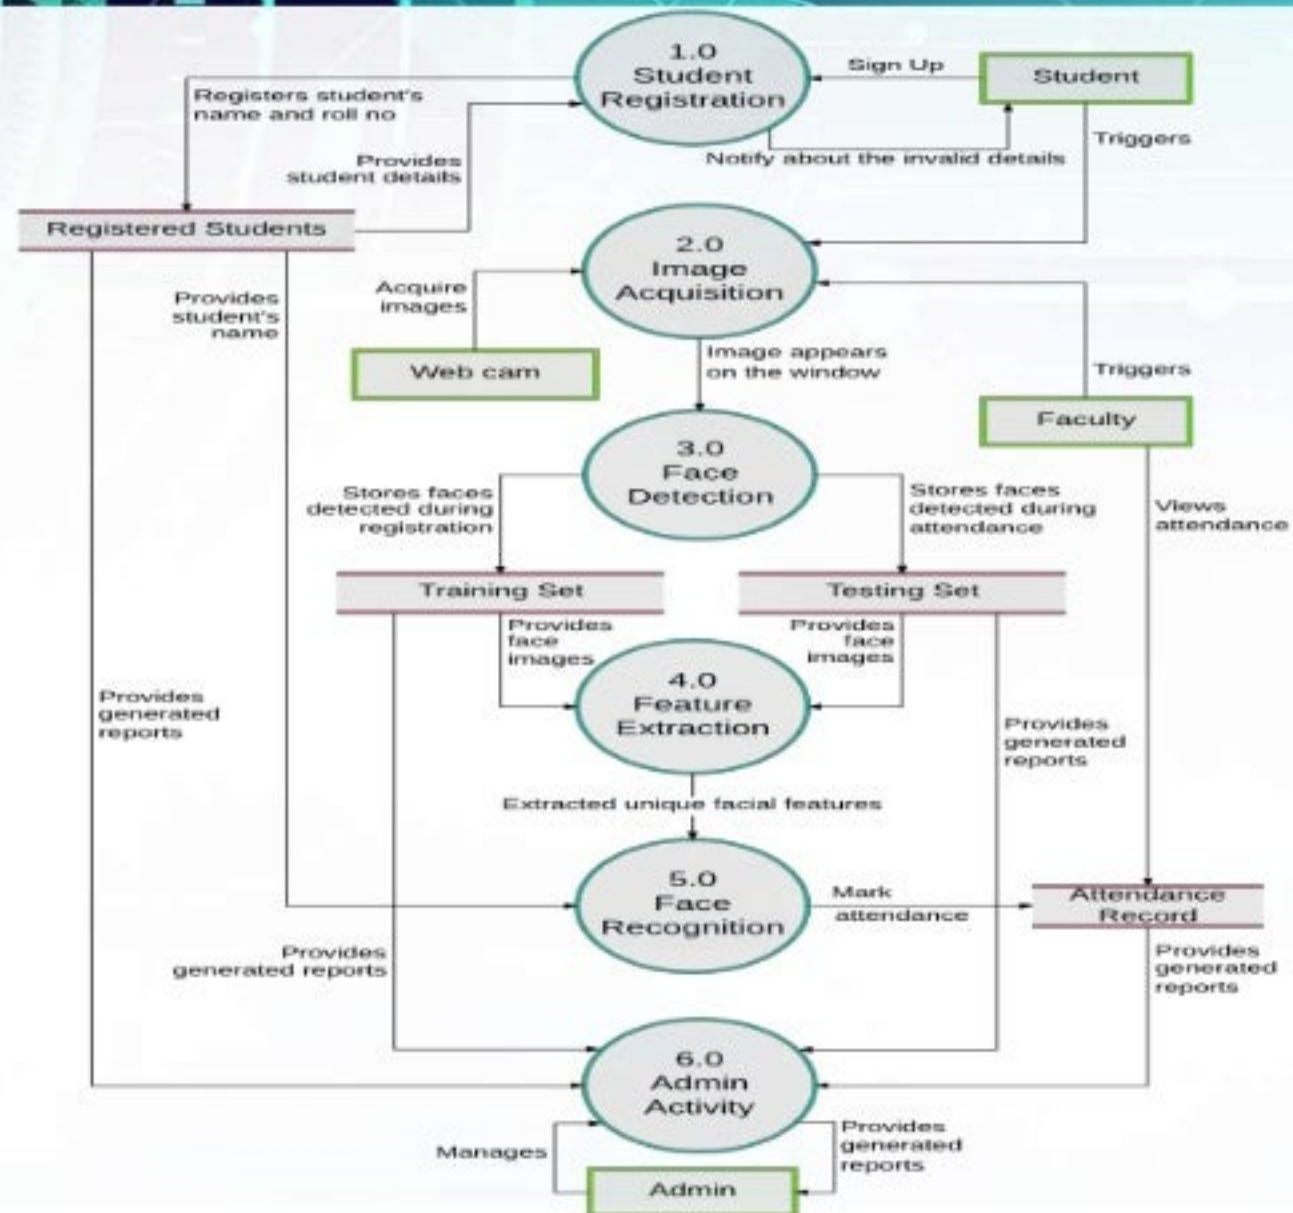 1.0
Student
Registration
Sign Up
Student
Registers student's
name and roll no
Provides
student details
Notify about the invalid details
Triggers
Registered Students
2.0
Image
Acquisition
Acquire
images
Provides
student's
name
Web cam
Image appears
on the window
Triggers
Faculty
3.0
Face
Detection
Stores faces
detected during
registration
Stores faces
detected during
attendance
Views
attendance
Training Set
Testing Set
Provides
face
images
Provides
face
images
4.0
Feature
Extraction
Provides
generated
reports
Provides
generated
reports
Extracted unique facial features
5.0
Face
Recognition
Mark
attendance
Attendance
Record
Provides
generated reports
Provides
generated
reports
6.0
Admin
Activity
Manages
Provides
generated
reports
Admin